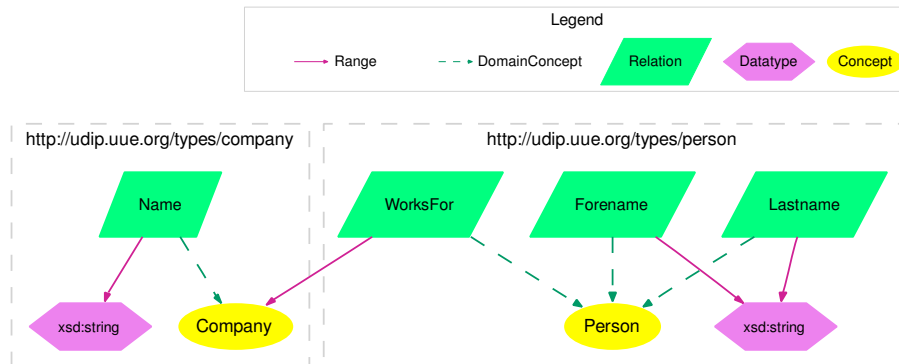 Legend
Range
DomainConcept
Relation
Datatype
Concept
http://udip.uue.org/types/company
http://udip.uue.org/types/person
Name
WorksFor
Forename
Lastname
xsd:string
Company
Person
xsd:string